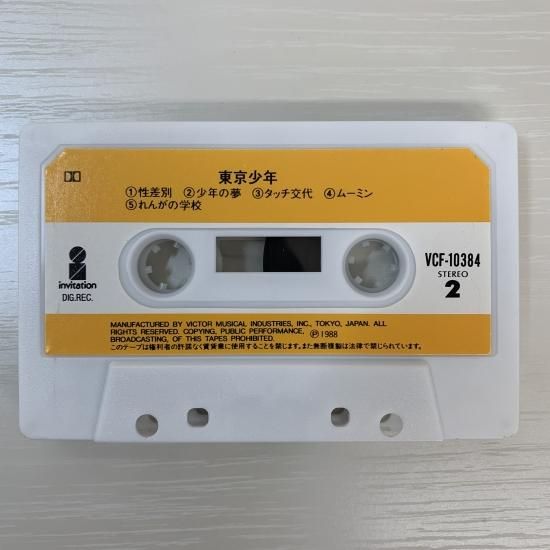 東京少年
①性差別 ②少年の夢 ③タッチ交代 ④ムーミン
⑤れんがの学校
invitation
DIG.REC.
VCF-10384
STEREO
2
MANUFACTURED BY VICTOR MUSICAL INDUSTRIES, INC., TOKYO, JAPAN. ALL
RIGHTS RESERVED. COPYING, PUBLIC PERFORMANCE,
BROADCASTING, OF THIS TAPES PROHIBITED. ℗1988
このテープは権利者の許諾なく賃貸業に使用することを禁じます。また無断複製は法律で禁じられています。